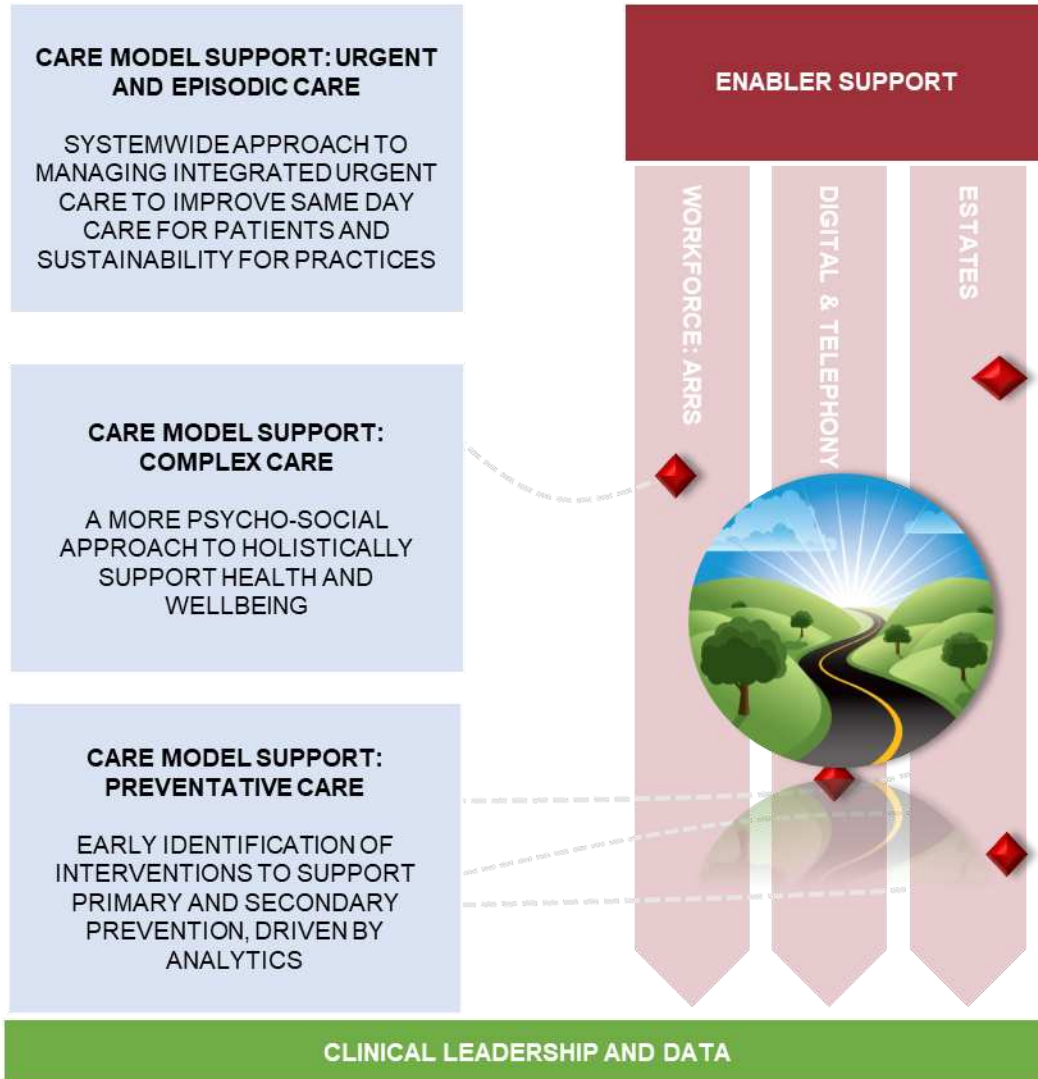 CARE MODEL SUPPORT: URGENT
AND EPISODIC CARE
SYSTEMWIDE APPROACH TO
MANAGING INTEGRATED URGENT
CARE TO IMPROVE SAME DAY
CARE FOR PATIENTS AND
SUSTAINABILITY FOR PRACTICES
CARE MODEL SUPPORT:
COMPLEX CARE
A MORE PSYCHO-SOCIAL
APPROACH TO HOLISTICALLY
SUPPORT HEALTH AND
WELLBEING
CARE MODEL SUPPORT:
PREVENTATIVE CARE
EARLY IDENTIFICATION OF
INTERVENTIONS TO SUPPORT
PRIMARY AND SECONDARY
PREVENTION, DRIVEN BY
ANALYTICS
ENABLER SUPPORT
WORKFORCE: ARRS
DIGITAL & TELEPHONY
ESTATES
CLINICAL LEADERSHIP AND DATA